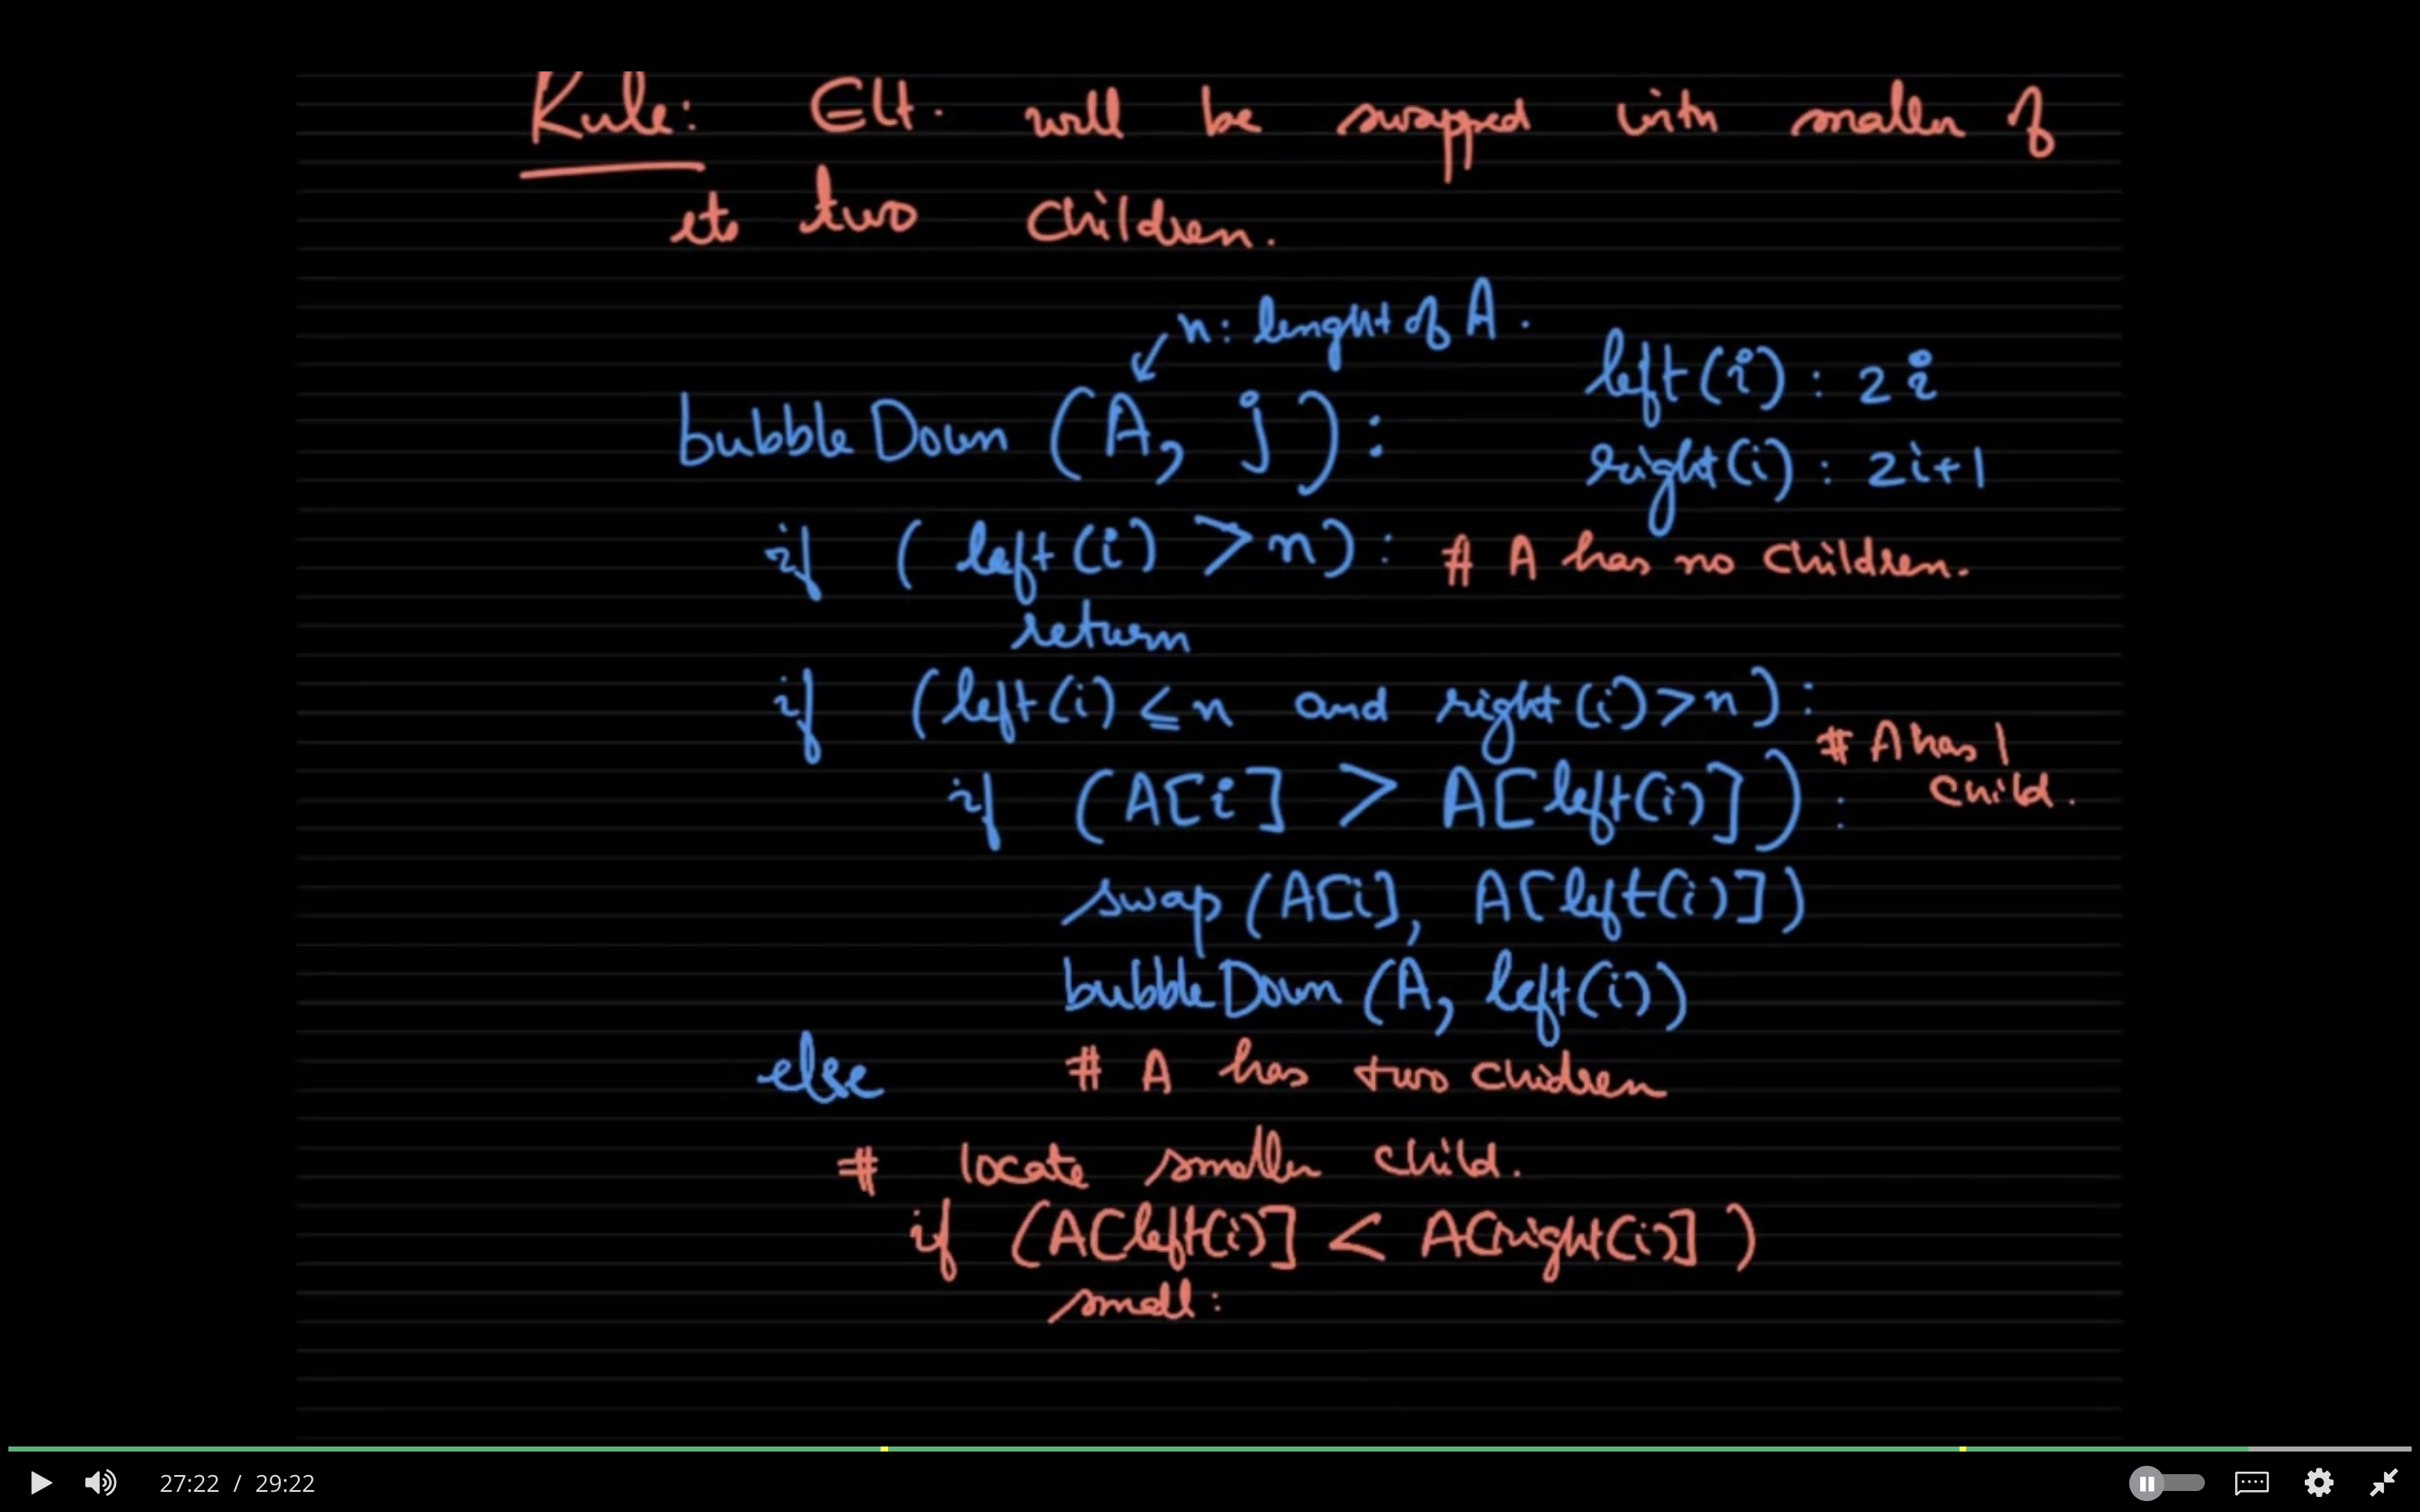 Rule: Elt. will be swapped with smaller of
its two children.
n: lenght of A.
bubbleDown (A, j):
left(i): 2i
right(i): 2i+1
if (left(i) > n): # A has no children.
return
if (left(i) ≤ n and right(i) > n):
# A has 1
child.
if (A[i] > A[left(i)]):
swap (A[i], A[left(i)])
bubbleDown (A, left(i))
else # A has two chidren
# locate smaller child.
if (A[left(i)] < A[right(i)])
small:
27:22 / 29:22